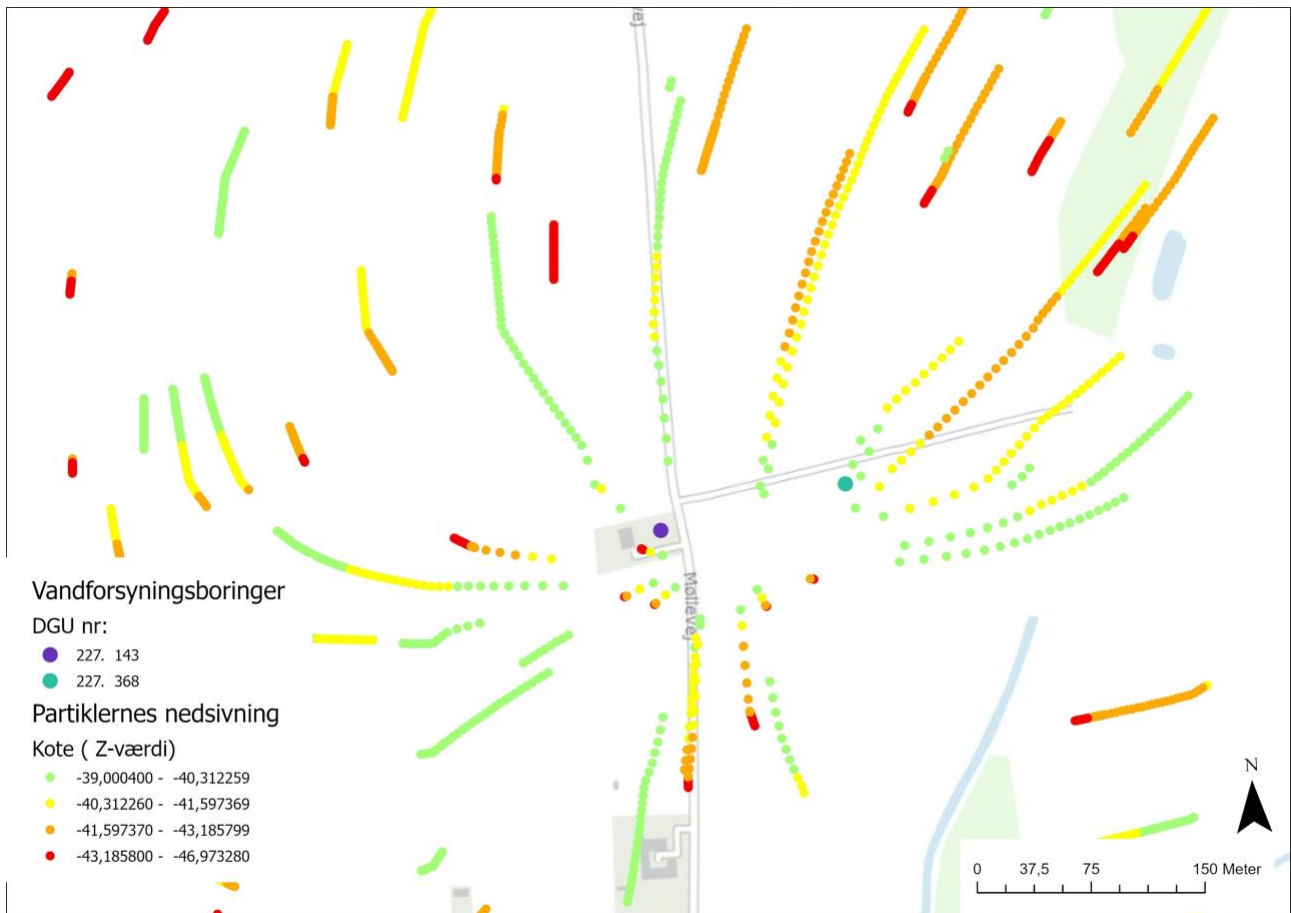 vej
Møllevej
Vandforsyningsboringer
DGU nr:
227. 143
227. 368
Partiklernes nedsivning
Kote ( Z-værdi)
-39,000400 - -40,312259
-40,312260 - -41,597369
-41,597370 - -43,185799
-43,185800 - -46,973280
N
0 37,5 75 150 Meter